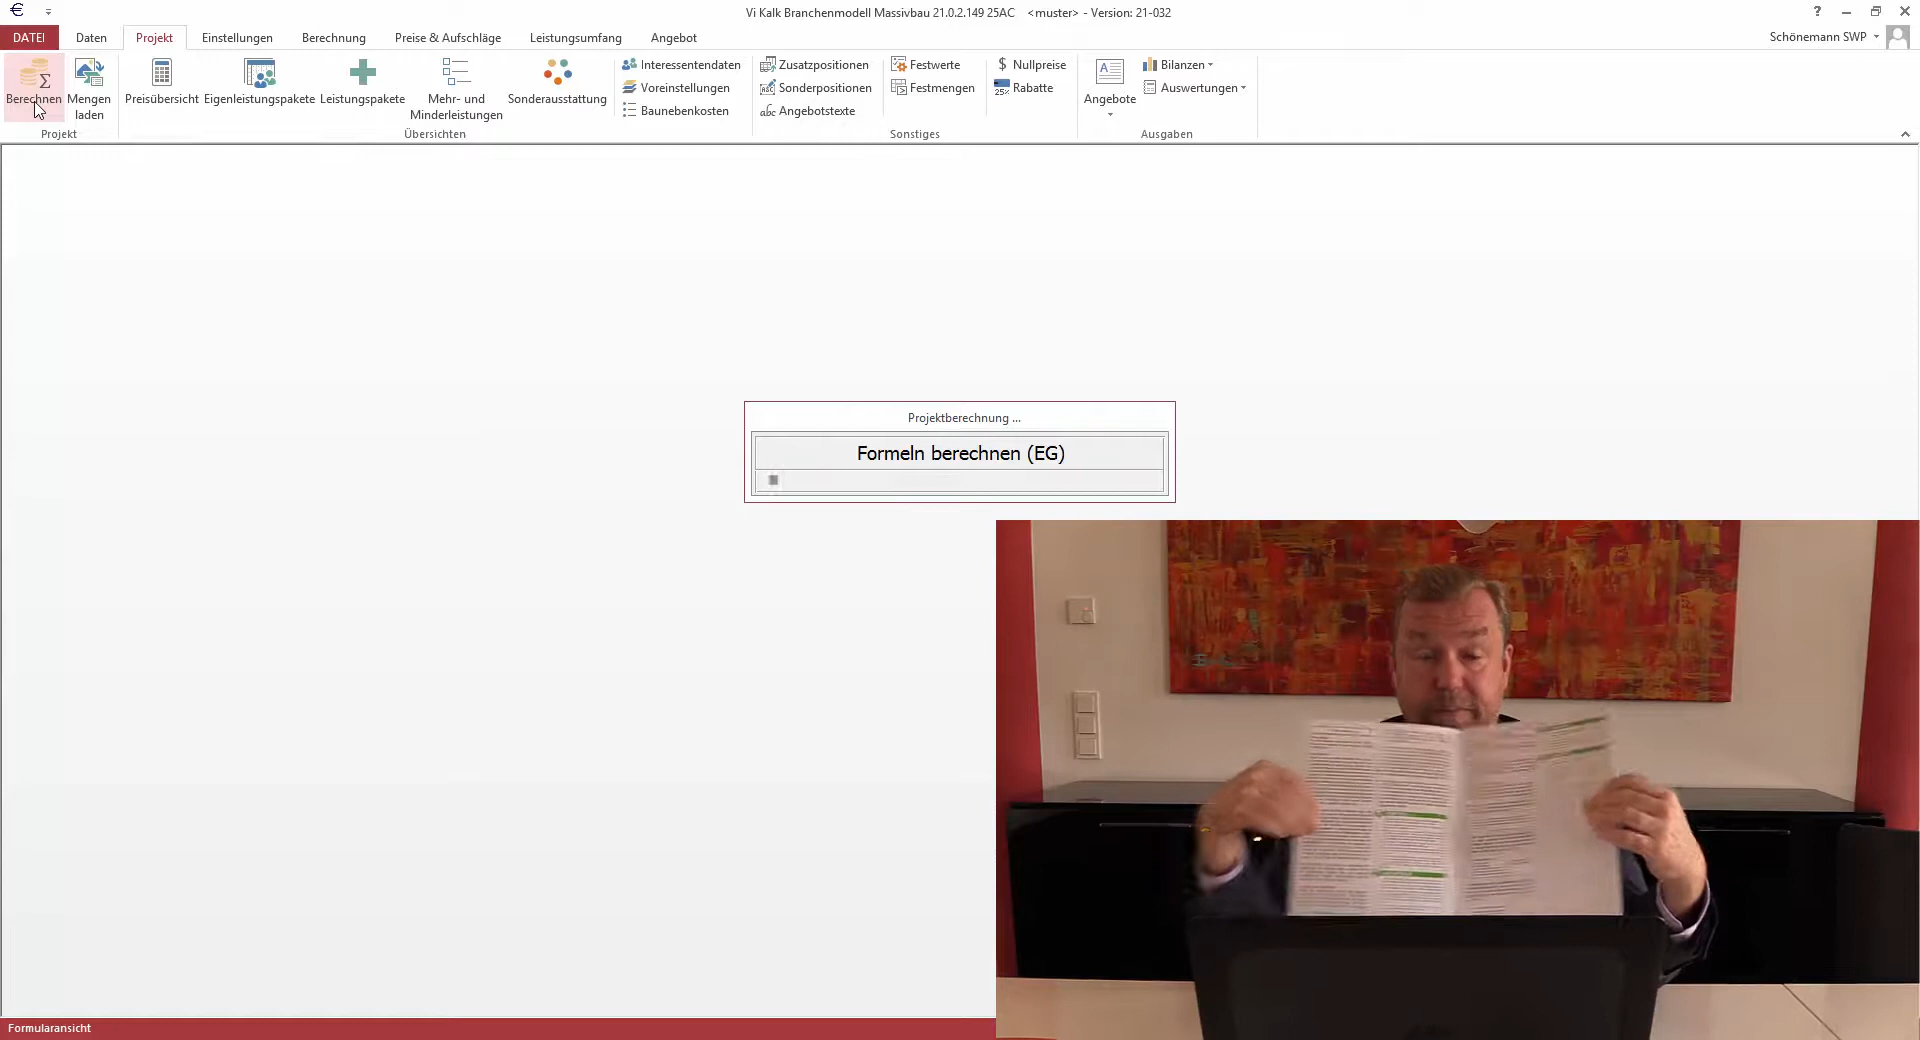 Vi Kalk Branchenmodell Massivbau 21.0.2.149 25AC <muster> - Version: 21-032
DATEI Daten Projekt Einstellungen Berechnung Preise & Aufschläge Leistungsumfang Angebot
Schönemann SWP
Berechnen
Mengen
laden
Projekt
Preisübersicht
Eigenleistungspakete
Leistungspakete
Mehr- und
Minderleistungen
Sonderausstattung
Übersichten
Interessentendaten
Voreinstellungen
Baunebenkosten
Zusatzpositionen
Sonderpositionen
abc Angebotstexte
Festwerte
Festmengen
$ Nullpreise
25% Rabatte
Sonstiges
Angebote
Bilanzen
Auswertungen
Ausgaben
Projektberechnung ...
Formeln berechnen (EG)
Formularansicht